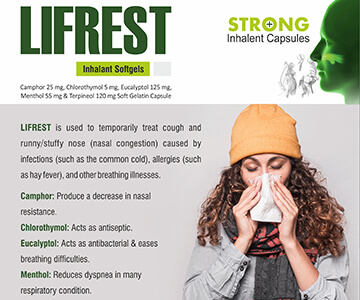 LIFREST
STRONG
Inhalent Capsules
Inhalant Softgels
Camphor 25 mg, Chlorothymol 5 mg, Eucalyptol 125 mg,
Menthol 55 mg & Terpineol 120 mg Soft Gelatin Capsule
LIFREST is used to temporarily treat cough and
runny/stuffy nose (nasal congestion) caused by
infections (such as the common cold), allergies (such
as hay fever), and other breathing illnesses.
Camphor: Produce a decrease in nasal
resistance.
Chlorothymol: Acts as antiseptic.
Eucalyptol: Acts as antibacterial & eases
breathing difficulties.
Menthol: Reduces dyspnea in many
respiratory condition.